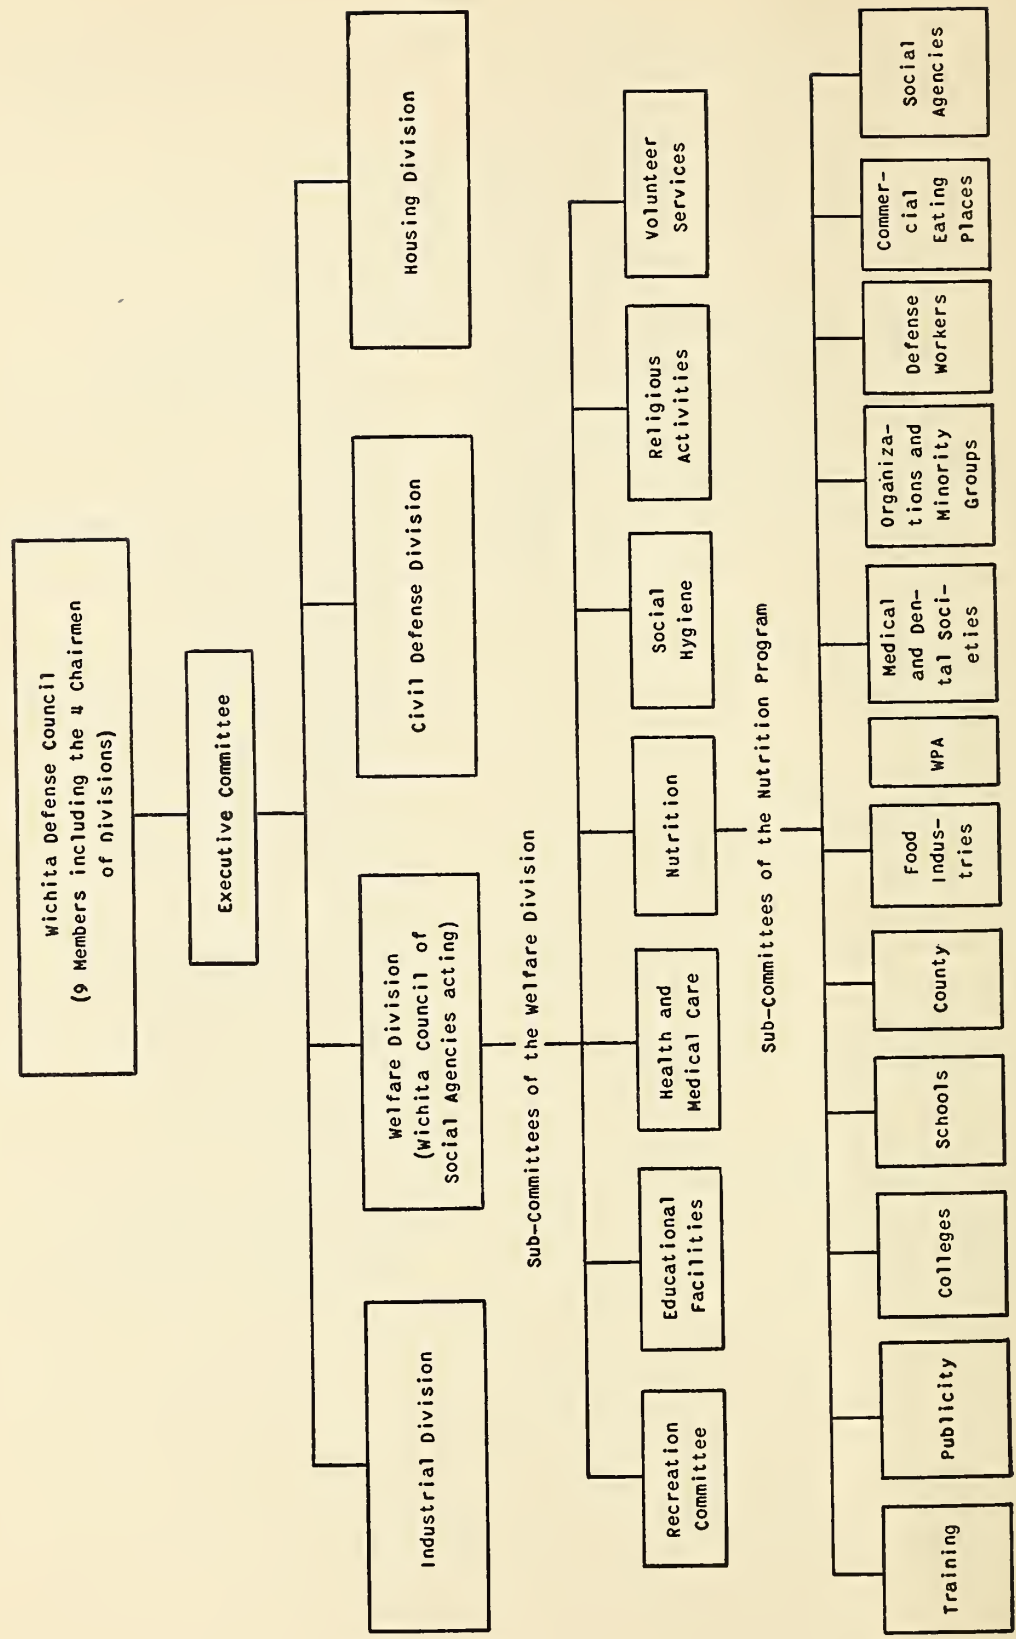 Wichita Defense Council
(9 Members including the 4 Chairmen
of Divisions)
Executive Committee
Industrial Division
Welfare Division
(Wichita Council of
Social Agencies acting)
Civil Defense Division
Housing Division
Sub-Committees of the Welfare Division
Recreation
Committee
Educational
Facilities
Health and
Medical Care
Nutrition
Social
Hygiene
Religious
Activities
Volunteer
Services
Sub-Committees of the Nutrition Program
Training
Publicity
Colleges
Schools
County
Food
Indus-
tries
WPA
Medical
and Den-
tal Soci-
eties
Organiza-
tions and
Minority
Groups
Defense
Workers
Commer-
cial
Eating
Places
Social
Agencies